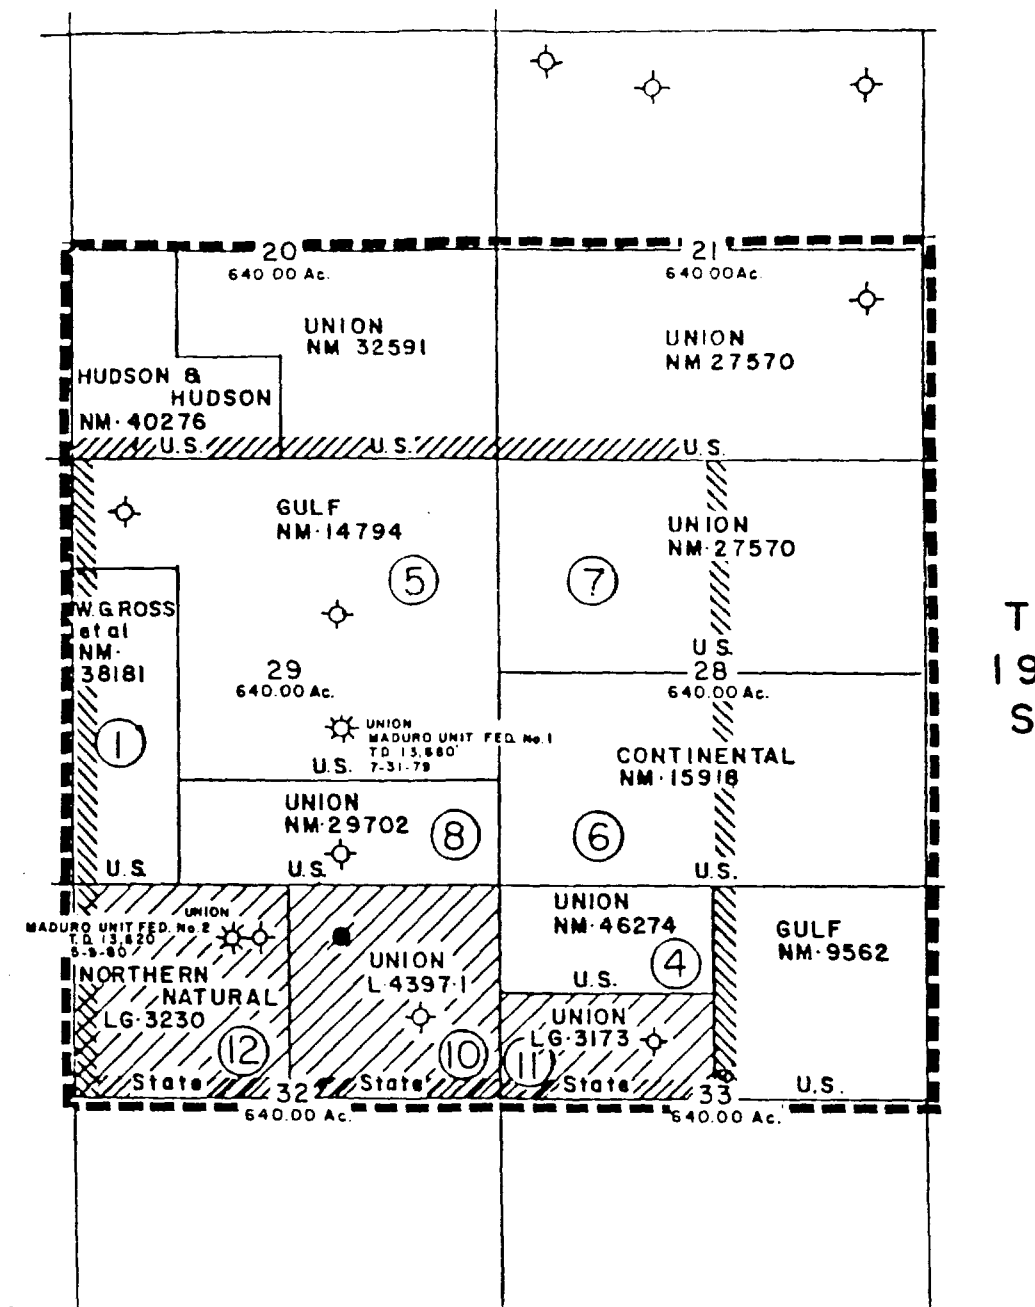 20
640.00 Ac.
21
640.00 Ac.
UNION
NM 32591
UNION
NM 27570
HUDSON &
HUDSON
NM-40276
U.S.
U.S.
U.S.
GULF
NM-14794
5
7
UNION
NM-27570
W.G.ROSS
et al
NM-
38181
29
640.00 Ac.
U.S.
28
640.00 Ac.
T
19
S
1
UNION
MADURO UNIT FED. No. 1
T.D. 13,680'
7-31-79
U.S.
CONTINENTAL
NM-15918
UNION
NM-29702
8
6
U.S.
U.S.
U.S.
UNION
MADURO UNIT FED. No. 2
T.D. 13,620
NORTHERN
NATURAL
LG-3230
12
State
UNION
L-4397-1
10
State
UNION
NM-46274
4
U.S.
GULF
NM-9562
UNION
LG-3173
11
State
U.S.
32
640.00 Ac.
33
640.00 Ac.